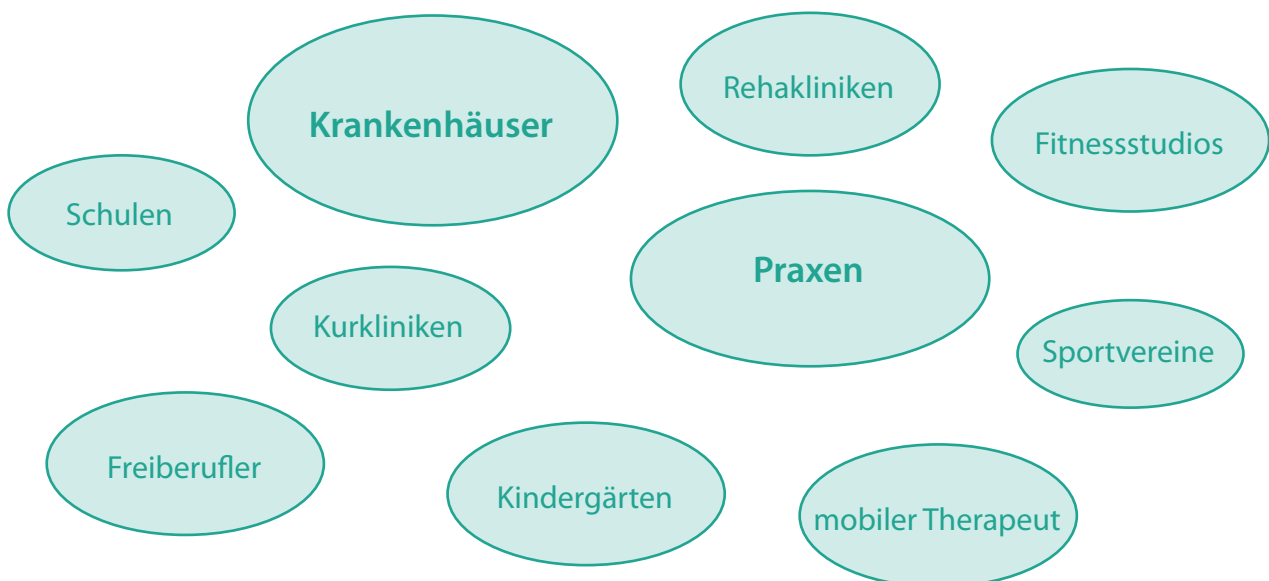 Krankenhäuser
Rehakliniken
Fitnessstudios
Schulen
Praxen
Kurkliniken
Sportvereine
Freiberufler
Kindergärten
mobiler Therapeut